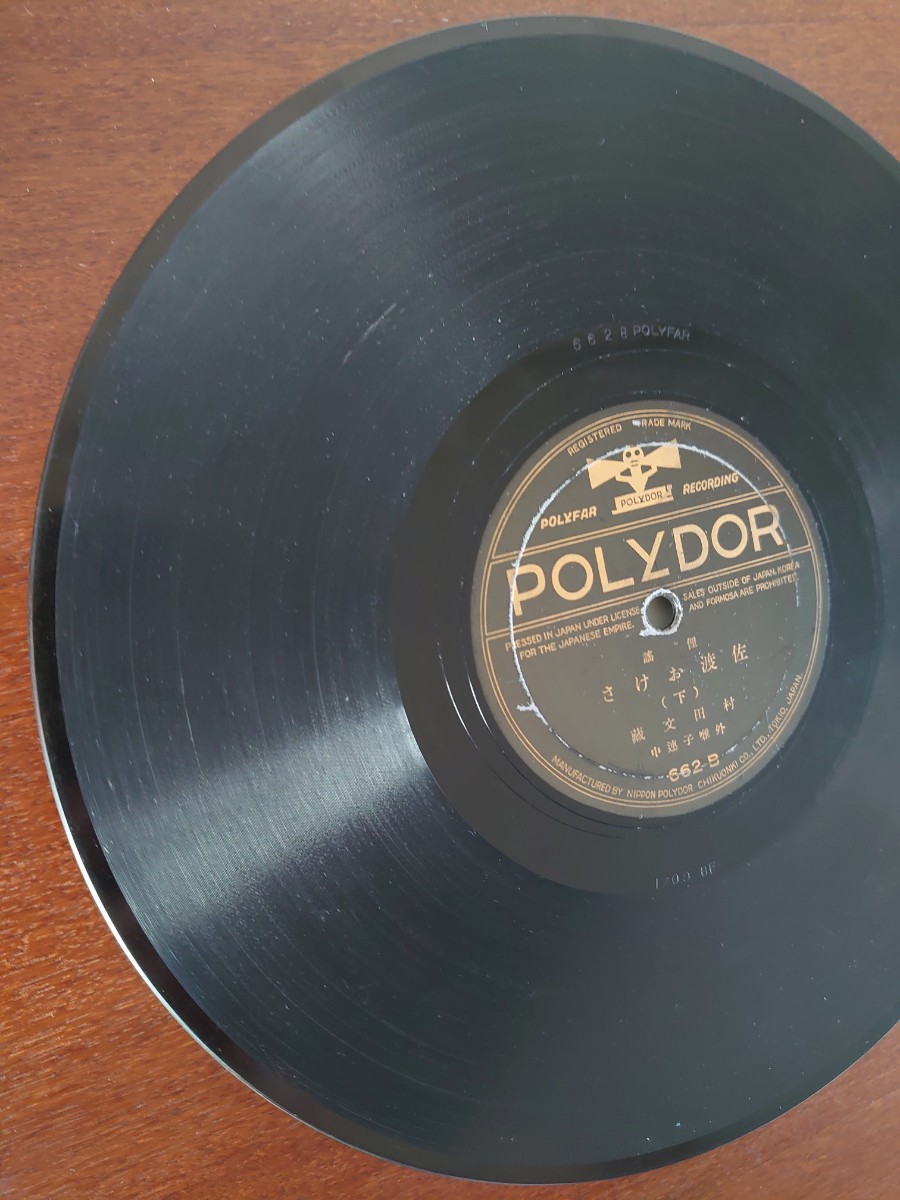 6 6 2 B POLYFAR
REGISTERED TRADE MARK
POLYDOR
POLYFAR RECORDING
POLYDOR
PRESSED IN JAPAN UNDER LICENSE
FOR THE JAPANESE EMPIRE.
SALES OUTSIDE OF JAPAN, KOREA
AND FORMOSA ARE PROHIBITED.
謠俚
さけお渡佐
(下)
藏文田村
中連子囃外
662-B
MANUFACTURED BY NIPPON POLYDOR CHIKUONKI CO., LTD., TOKIO, JAPAN.